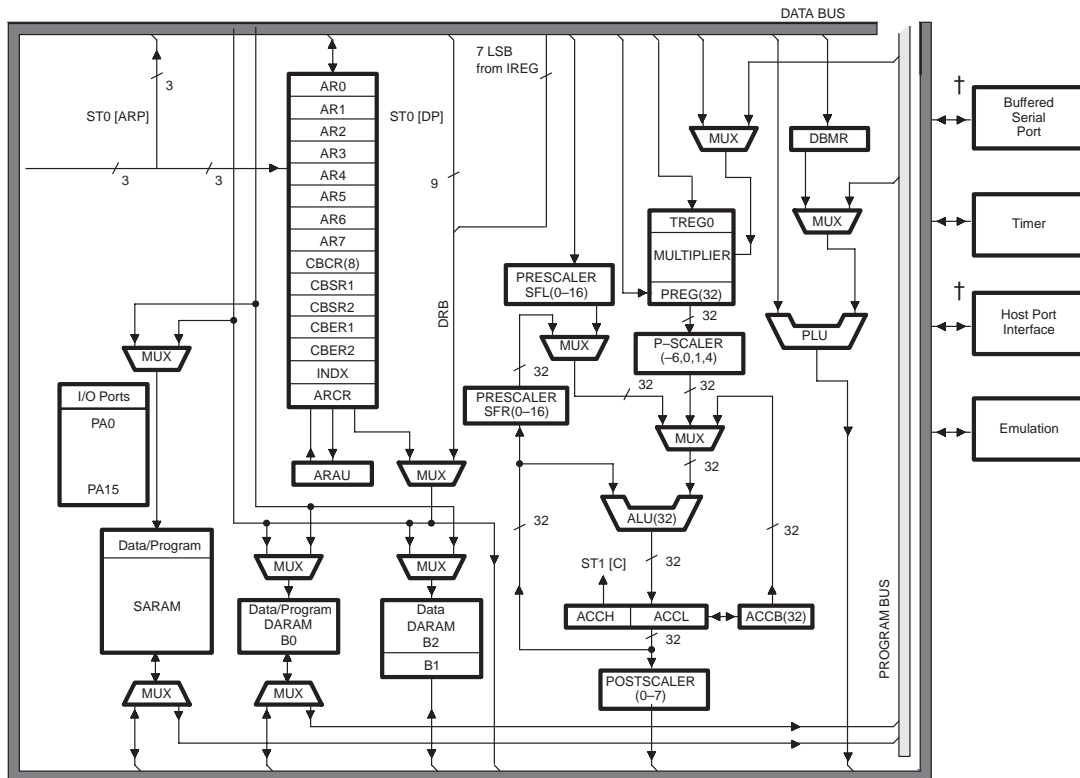 DATA BUS
7 LSB
from IREG
ST0 [ARP]
3
3
3
ST0 [DP]
9
DRB
AR0
AR1
AR2
AR3
AR4
AR5
AR6
AR7
CBCR(8)
CBSR1
CBSR2
CBER1
CBER2
INDX
ARCR
ARAU
MUX
MUX
DBMR
MUX
TREG0
MULTIPLIER
PREG(32)
32
PLU
PRESCALER
SFL(0–16)
MUX
P–SCALER
(–6,0,1,4)
32
32
32
PRESCALER
SFR(0–16)
MUX
32
ALU(32)
32
32
32
ST1 [C]
ACCH
ACCL
ACCB(32)
32
POSTSCALER
(0–7)
PROGRAM BUS
MUX
I/O Ports
PA0
PA15
Data/Program
SARAM
MUX
MUX
Data/Program
DARAM
B0
MUX
MUX
Data
DARAM
B2
B1
†
Buffered
Serial
Port
Timer
†
Host Port
Interface
Emulation